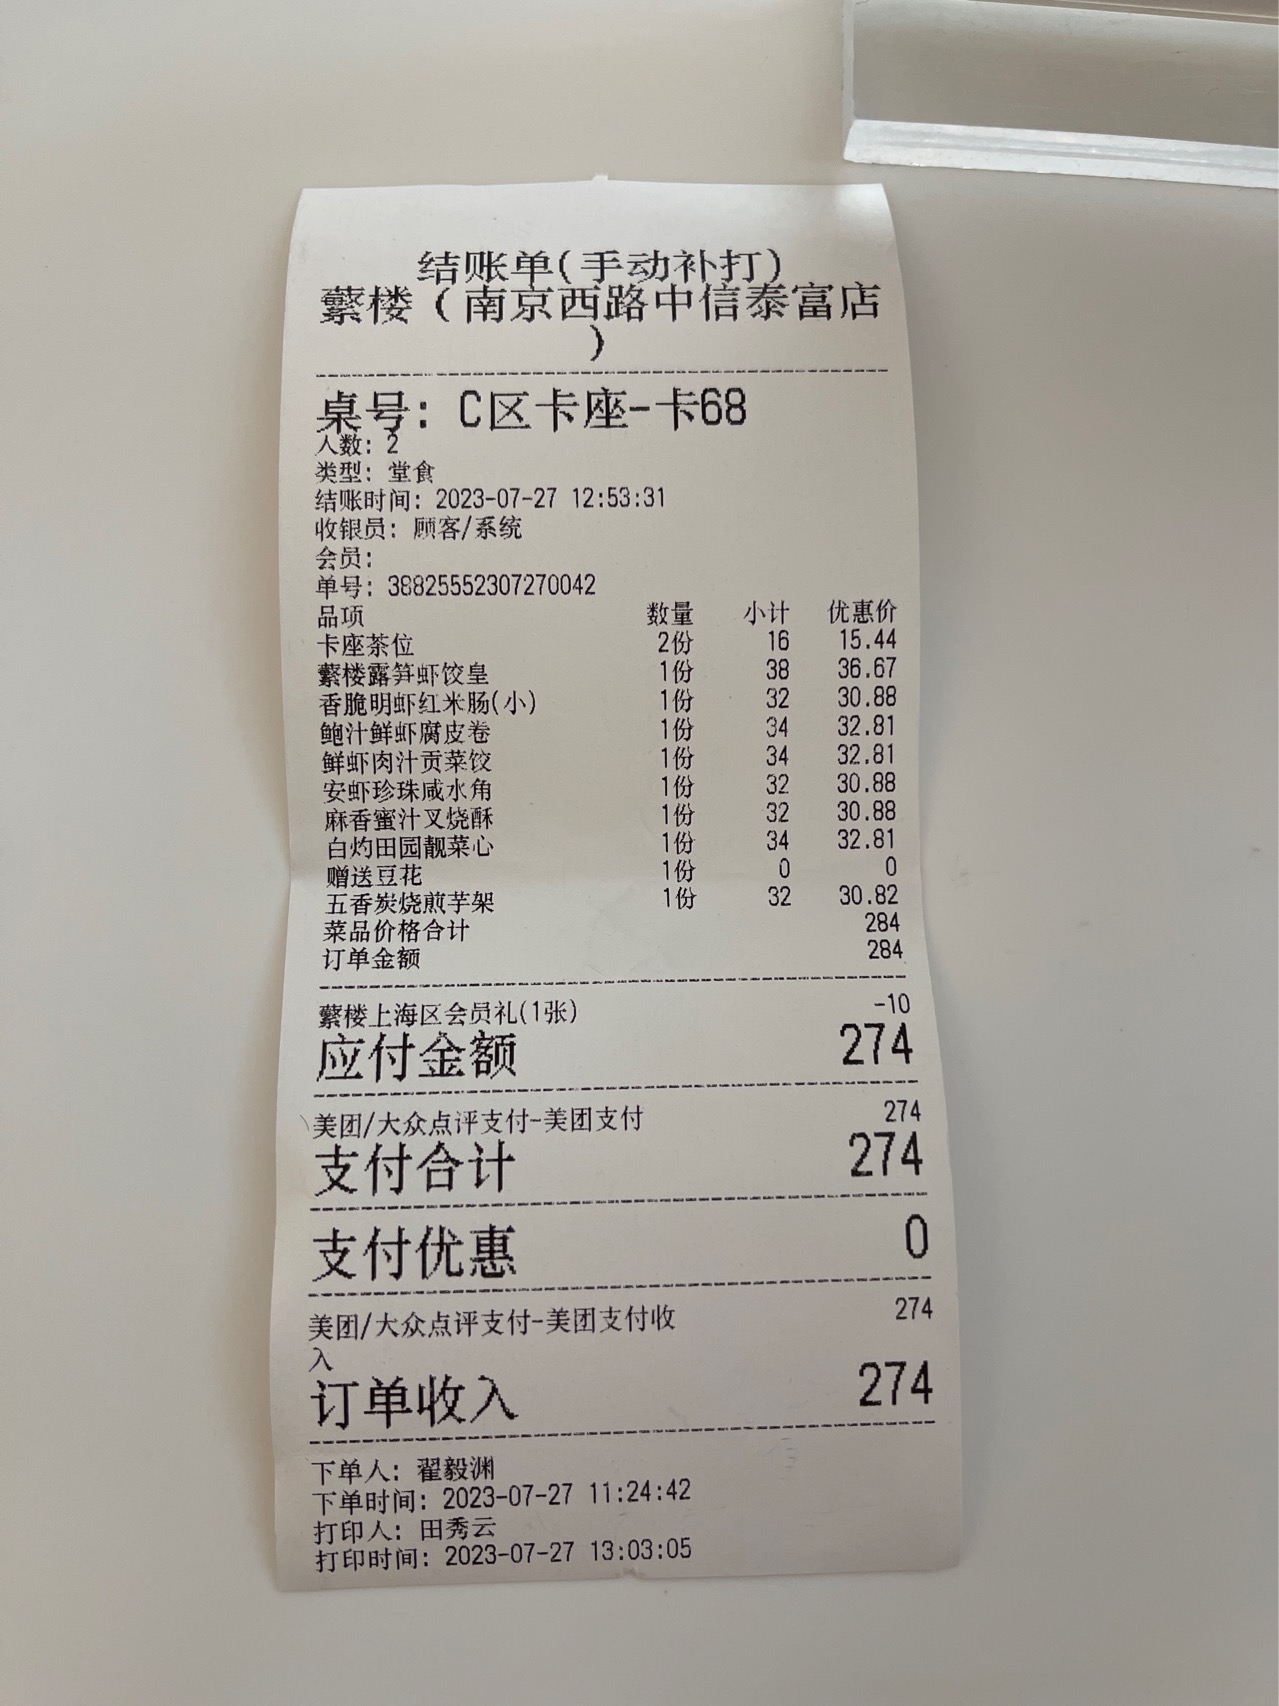 结账单(手动补打)
蘩楼（南京西路中信泰富店
）
桌号: C区卡座-卡68
人数: 2
类型: 堂食
结账时间: 2023-07-27 12:53:31
收银员: 顾客/系统
会员:
单号: 38825552307270042
品项 数量 小计 优惠价
卡座茶位 2份 16 15.44
蘩楼露笋虾饺皇 1份 38 36.67
香脆明虾红米肠(小) 1份 32 30.88
鲍汁鲜虾腐皮卷 1份 34 32.81
鲜虾肉汁贡菜饺 1份 34 32.81
安虾珍珠咸水角 1份 32 30.88
麻香蜜汁叉烧酥 1份 32 30.88
白灼田园靓菜心 1份 34 32.81
赠送豆花 1份 0 0
五香炭烧煎芋架 1份 32 30.82
菜品价格合计 284
订单金额 284
蘩楼上海区会员礼(1张) -10
应付金额 274
美团/大众点评支付-美团支付 274
支付合计 274
支付优惠 0
美团/大众点评支付-美团支付收 274
入
订单收入 274
下单人: 翟毅渊
下单时间: 2023-07-27 11:24:42
打印人: 田秀云
打印时间: 2023-07-27 13:03:05